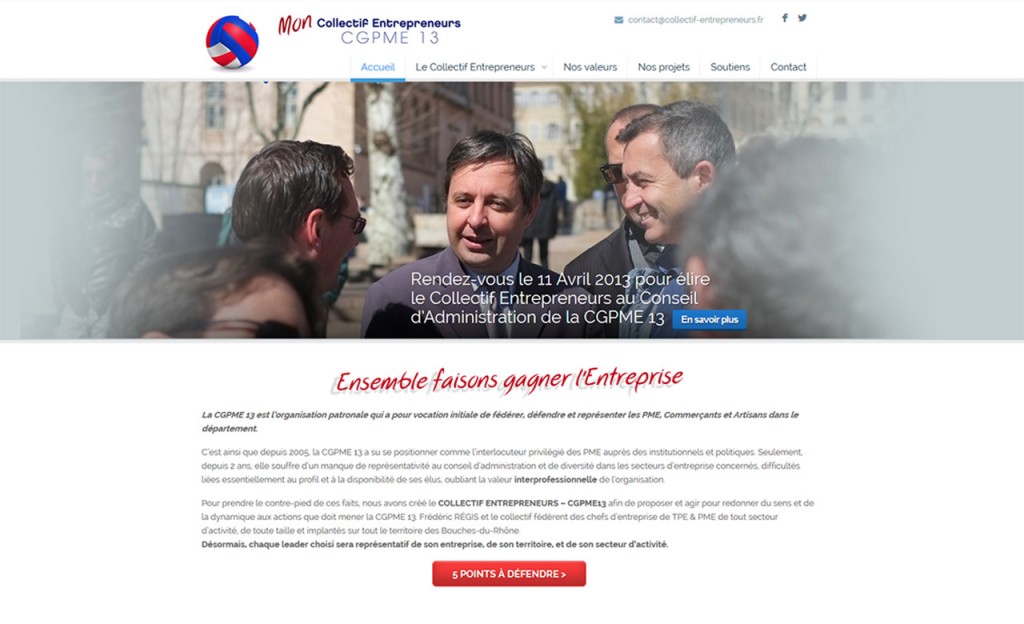 Mon Collectif Entrepreneurs
CGPME 13
contact@collectif-entrepreneurs.fr
Accueil
Le Collectif Entrepreneurs
Nos valeurs
Nos projets
Soutiens
Contact
Rendez-vous le 11 Avril 2013 pour élire
le Collectif Entrepreneurs au Conseil
d'Administration de la CGPME 13
En savoir plus
Ensemble faisons gagner l'Entreprise
La CGPME 13 est l'organisation patronale qui a pour vocation initiale de fédérer, défendre et représenter les PME, Commerçants et Artisans dans le
département.
C'est ainsi que depuis 2005, la CGPME 13 a su se positionner comme l'interlocuteur privilégié des PME auprès des institutionnels et politiques. Seulement,
depuis 2 ans, elle souffre d'un manque de représentativité au conseil d'administration et de diversité dans les secteurs d'entreprise concernés, difficultés
liées essentiellement au profil et à la disponibilité de ses élus, oubliant la valeur interprofessionnelle de l'organisation.
Pour prendre le contre-pied de ces faits, nous avons créé le COLLECTIF ENTREPRENEURS – CGPME13 afin de proposer et agir pour redonner du sens et de
la dynamique aux actions que doit mener la CGPME 13. Frédéric RÉGIS et le collectif fédèrent des chefs d'entreprise de TPE & PME de tout secteur
d'activité, de toute taille et implantés sur tout le territoire des Bouches-du-Rhône.
Désormais, chaque leader choisi sera représentatif de son entreprise, de son territoire, et de son secteur d'activité.
5 POINTS À DÉFENDRE >